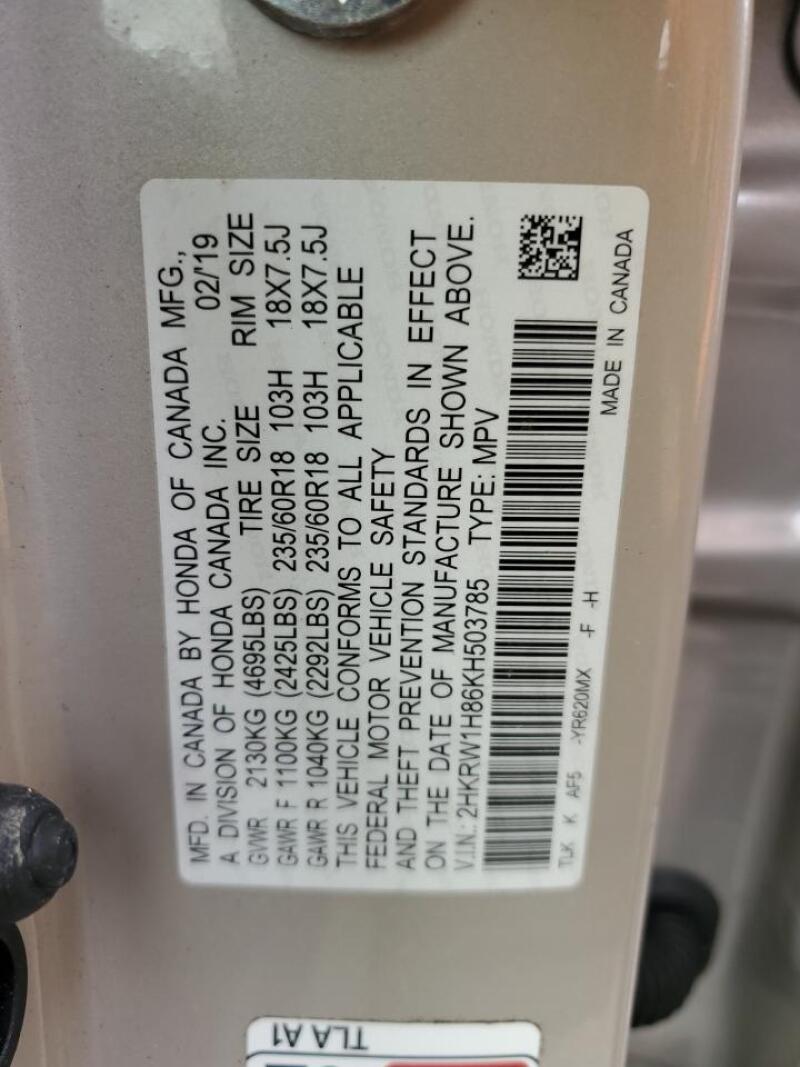 MFD. IN CANADA BY HONDA OF CANADA MFG.,
A DIVISION OF HONDA CANADA INC. 02/'19
GVWR 2130KG (4695LBS) TIRE SIZE RIM SIZE
GAWR F 1100KG (2425LBS) 235/60R18 103H 18X7.5J
GAWR R 1040KG (2292LBS) 235/60R18 103H 18X7.5J
THIS VEHICLE CONFORMS TO ALL APPLICABLE
FEDERAL MOTOR VEHICLE SAFETY
AND THEFT PREVENTION STANDARDS IN EFFECT
ON THE DATE OF MANUFACTURE SHOWN ABOVE.
V.I.N.: 2HKRW1H86KH503785 TYPE: MPV
TLK K AF5 -YR620MX -F -H MADE IN CANADA
TLA A1